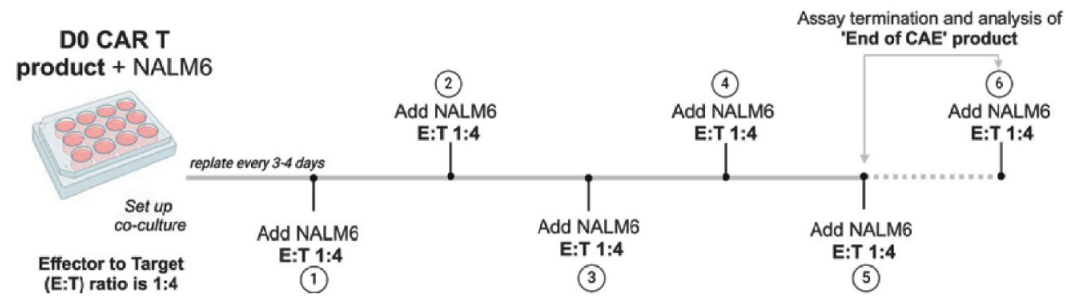 Assay termination and analysis of
'End of CAE' product
D0 CAR T
product + NALM6
2
Add NALM6
E:T 1:4
4
Add NALM6
E:T 1:4
6
Add NALM6
E:T 1:4
replate every 3-4 days
Set up
co-culture
Effector to Target
(E:T) ratio is 1:4
Add NALM6
E:T 1:4
1
Add NALM6
E:T 1:4
3
Add NALM6
E:T 1:4
5